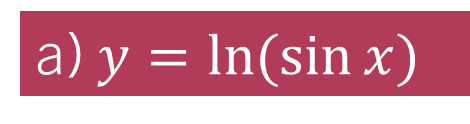 a) y = ln(sin x)